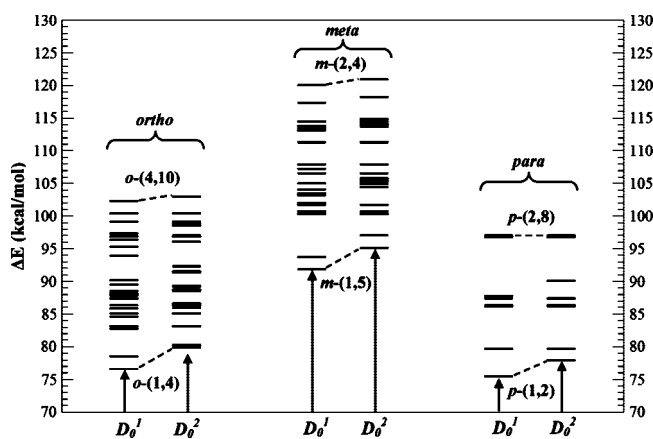 130 130
125 125
120 120
115 115
110 110
105 105
100 100
95 95
90 90
85 85
80 80
75 75
70 70
ΔE (kcal/mol)
meta
m-(2,4)
ortho
o-(4,10)
para
p-(2,8)
m-(1,5)
o-(1,4)
p-(1,2)
D₀¹ D₀² D₀¹ D₀² D₀¹ D₀²